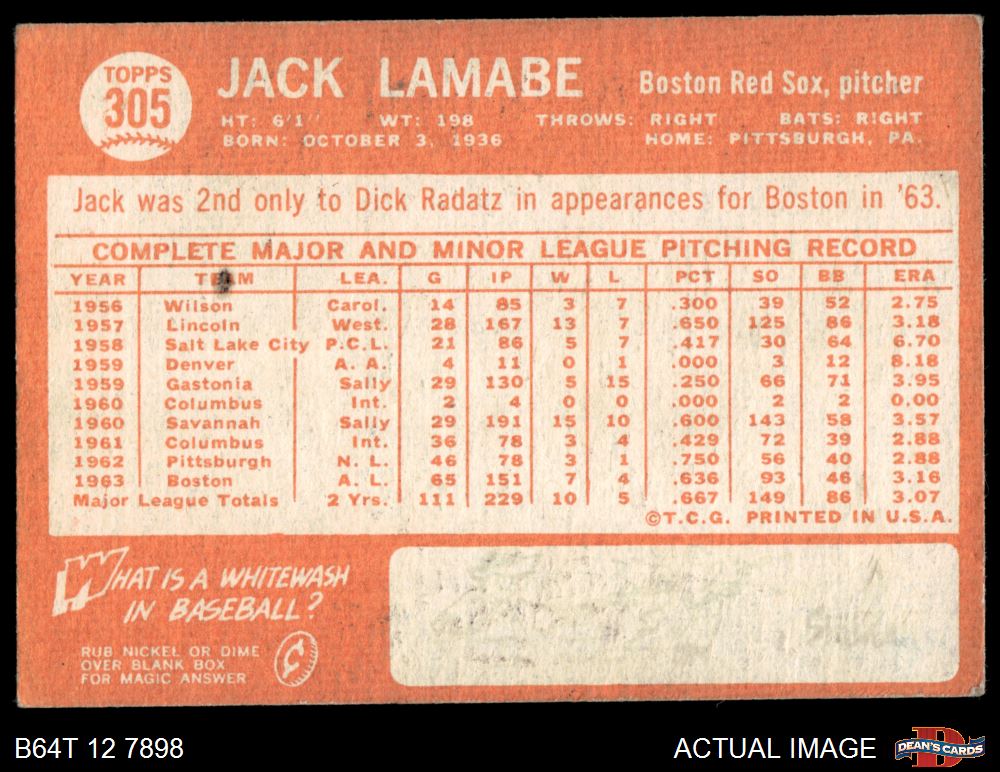 TOPPS
305
JACK LAMABE
Boston Red Sox, pitcher
HT: 6'1" WT: 198 THROWS: RIGHT BATS: RIGHT
BORN: OCTOBER 3, 1936 HOME: PITTSBURGH, PA.
Jack was 2nd only to Dick Radatz in appearances for Boston in '63.
COMPLETE MAJOR AND MINOR LEAGUE PITCHING RECORD
YEAR TEAM LEA. G IP W L PCT SO BB ERA
1956 Wilson Carol. 14 85 3 7 .300 39 52 2.75
1957 Lincoln West. 28 167 13 7 .650 125 86 3.18
1958 Salt Lake City P.C.L. 21 86 5 7 .417 30 64 6.70
1959 Denver A. A. 4 11 0 1 .000 3 12 8.18
1959 Gastonia Sally 29 130 5 15 .250 66 71 3.95
1960 Columbus Int. 2 4 0 0 .000 2 2 0.00
1960 Savannah Sally 29 191 15 10 .600 143 58 3.57
1961 Columbus Int. 36 78 3 4 .429 72 39 2.88
1962 Pittsburgh N. L. 46 78 3 1 .750 56 40 2.88
1963 Boston A. L. 65 151 7 4 .636 93 46 3.16
Major League Totals 2 Yrs. 111 229 10 5 .667 149 86 3.07
©T.C.G. PRINTED IN U.S.A.
WHAT IS A WHITEWASH
IN BASEBALL?
RUB NICKEL OR DIME
OVER BLANK BOX
FOR MAGIC ANSWER
B64T 12 7898
ACTUAL IMAGE
DEAN'S CARDS